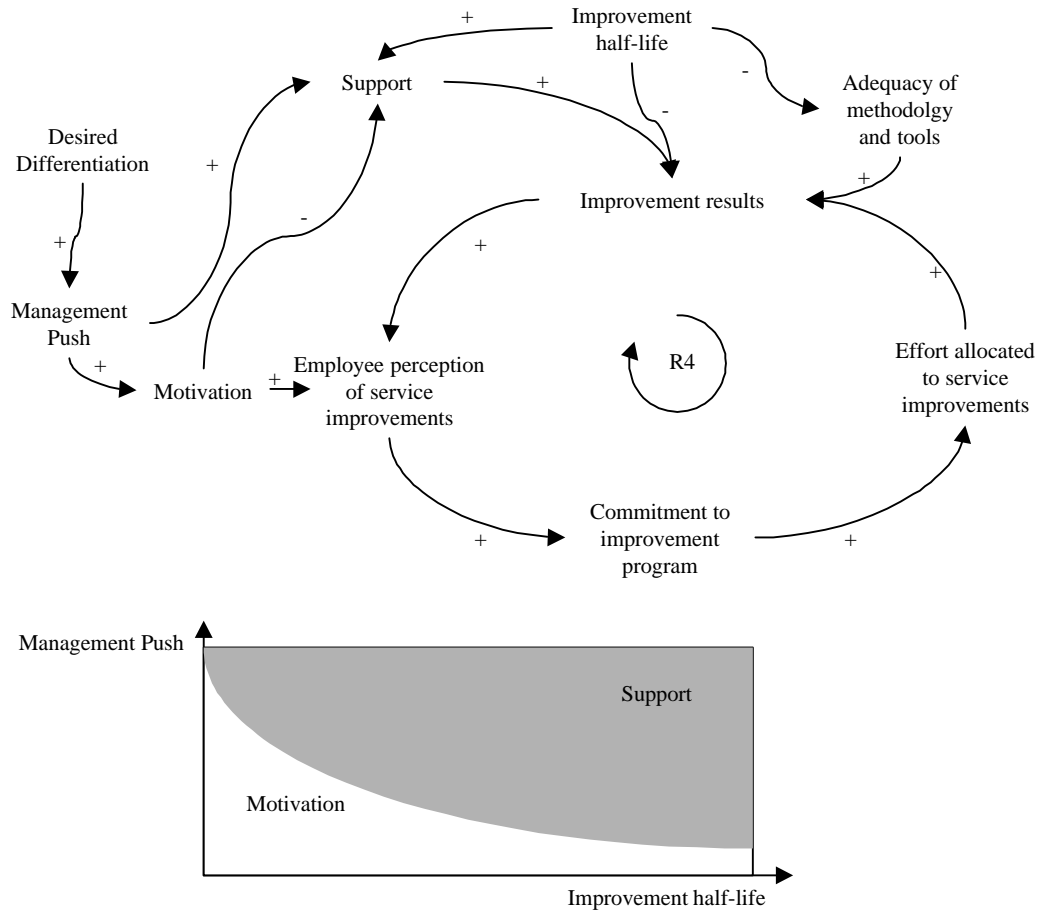 Improvement
half-life
+
+
Support
+
-
-
Adequacy of
methodolgy
and tools
Desired
Differentiation
+
+
-
+
Improvement results
+
+
+
Management
Push
+
Motivation
+
Employee perception
of service
improvements
R4
Effort allocated
to service
improvements
Commitment to
improvement
program
+
+
Management Push
Support
Motivation
Improvement half-life